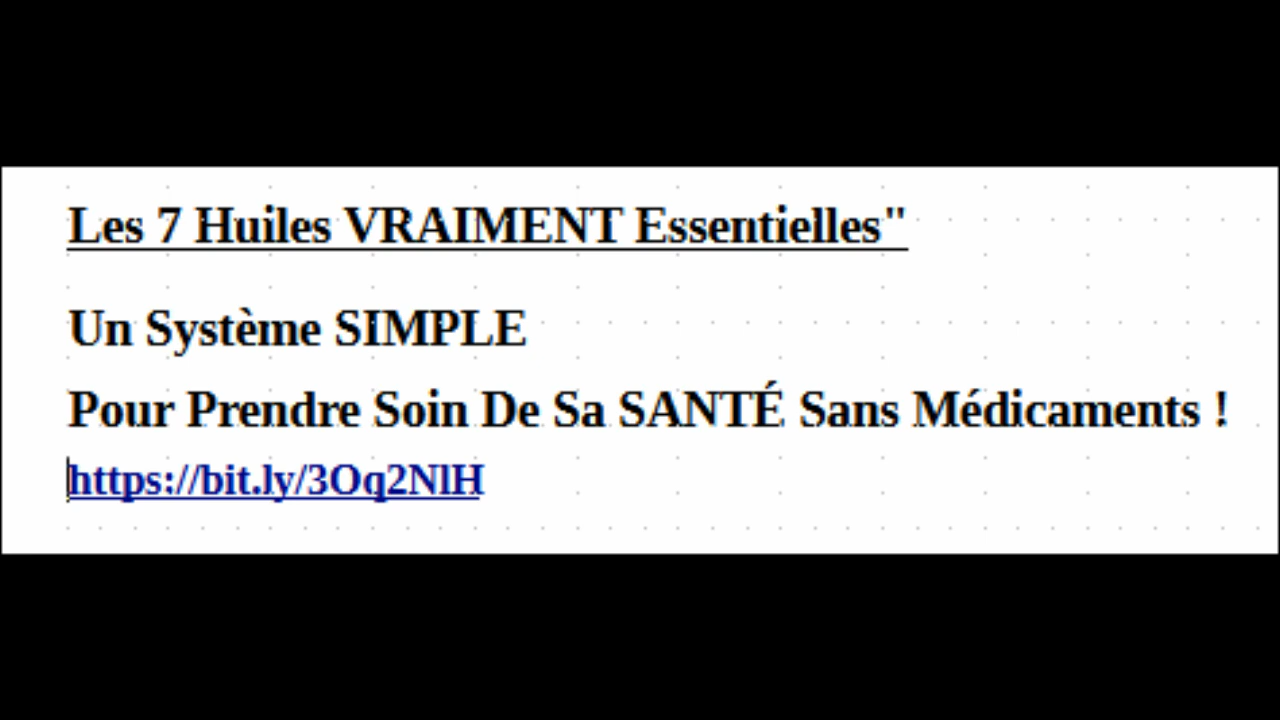 Les 7 Huiles VRAIMENT Essentielles"
Un Système SIMPLE
Pour Prendre Soin De Sa SANTÉ Sans Médicaments !
https://bit.ly/3Oq2NlH